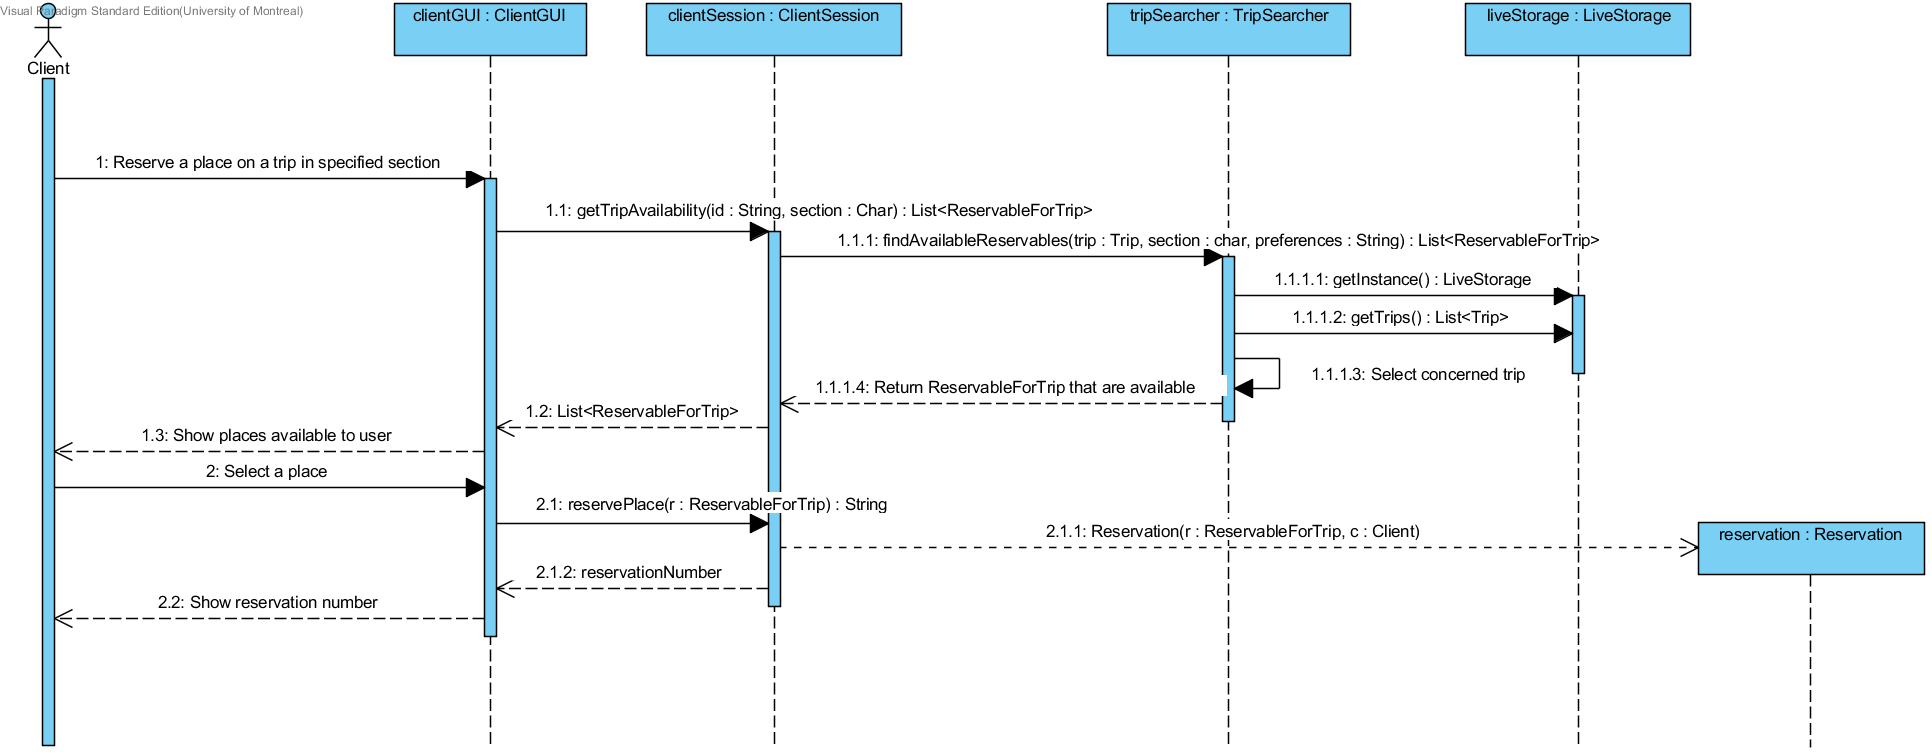 Visual Paradigm Standard Edition(University of Montreal)
clientGUI : ClientGUI
clientSession : ClientSession
tripSearcher : TripSearcher
liveStorage : LiveStorage
Client
1: Reserve a place on a trip in specified section
1.1: getTripAvailability(id : String, section : Char) : List<ReservableForTrip>
1.1.1: findAvailableReservables(trip : Trip, section : char, preferences : String) : List<ReservableForTrip>
1.1.1.1: getInstance() : LiveStorage
1.1.1.2: getTrips() : List<Trip>
1.1.1.3: Select concerned trip
1.1.1.4: Return ReservableForTrip that are available
1.2: List<ReservableForTrip>
1.3: Show places available to user
2: Select a place
2.1: reservePlace(r : ReservableForTrip) : String
2.1.1: Reservation(r : ReservableForTrip, c : Client)
reservation : Reservation
2.1.2: reservationNumber
2.2: Show reservation number